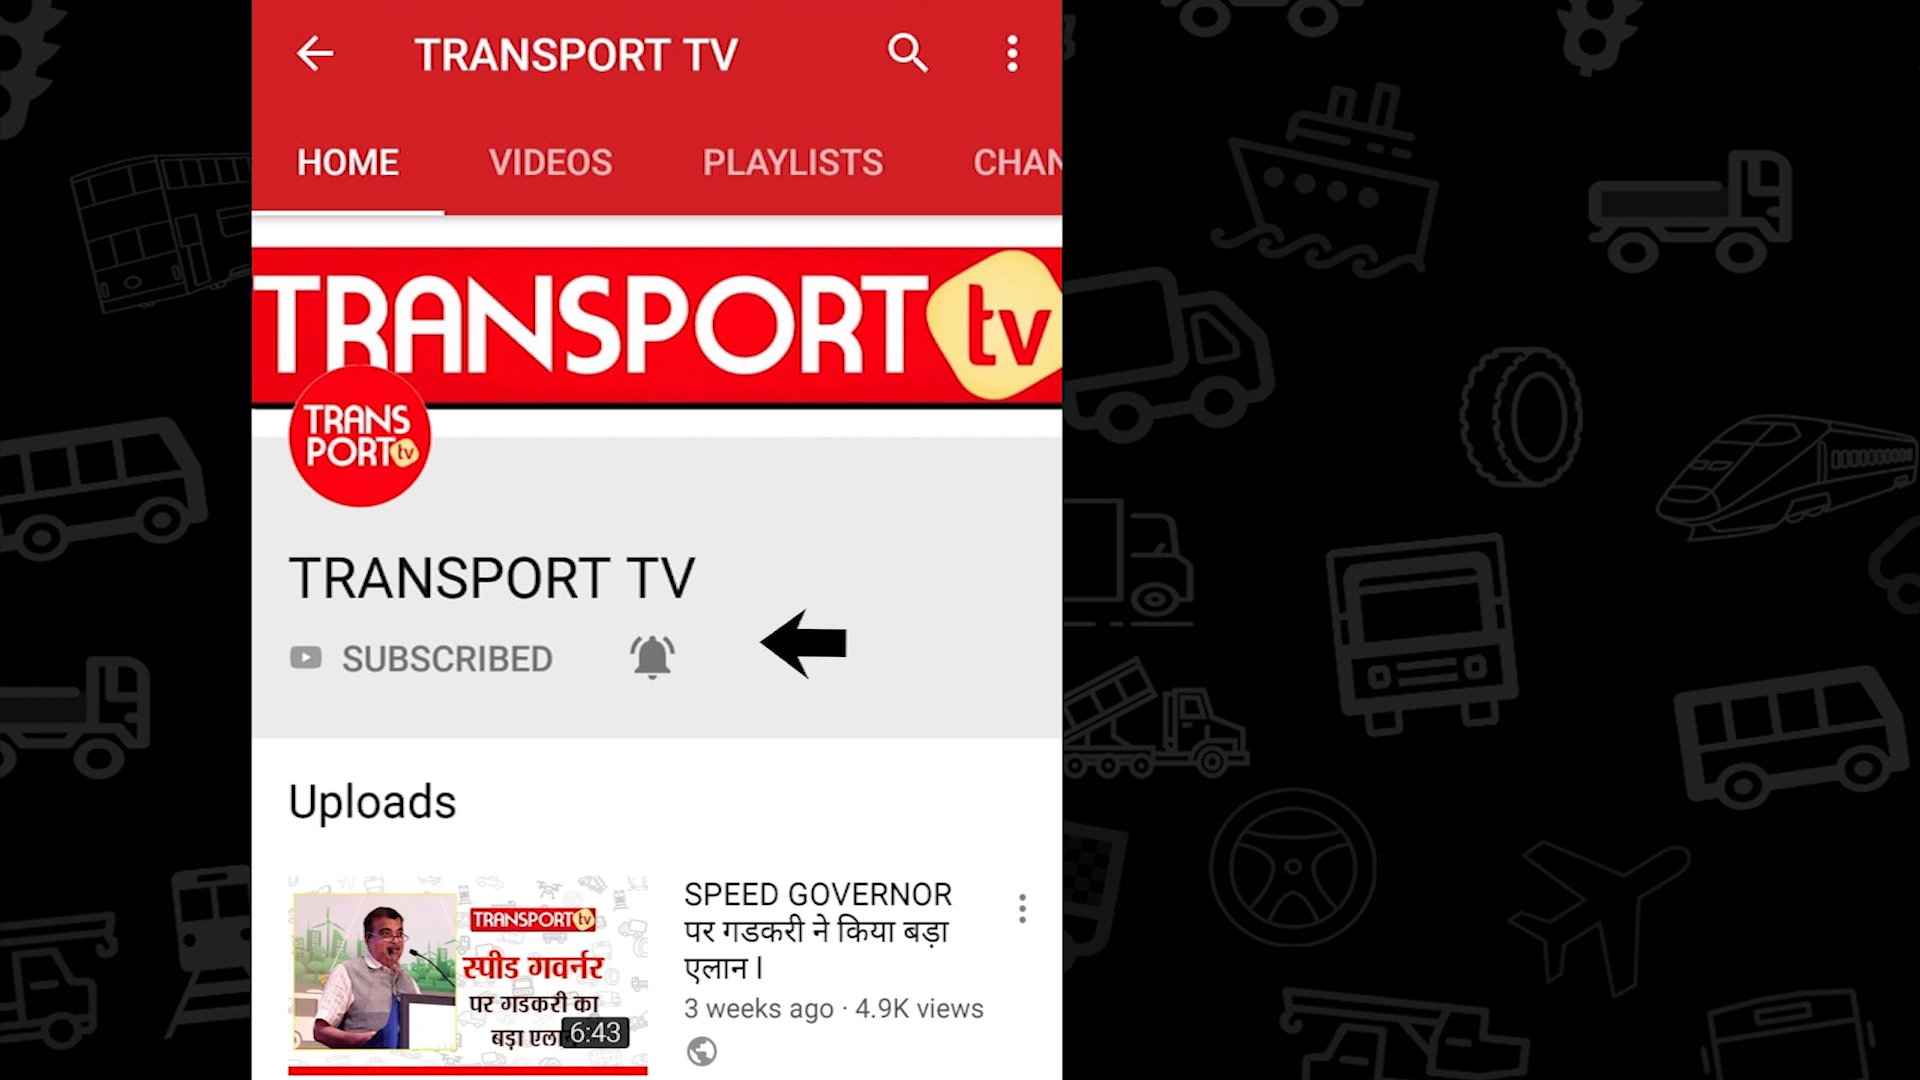 TRANSPORT TV
HOME VIDEOS PLAYLISTS CHAN
TRANSPORT tv
TRANS
PORT tv
TRANSPORT TV
SUBSCRIBED
Uploads
TRANSPORT tv
स्पीड गवर्नर
पर गडकरी का
बड़ा एला
6:43
SPEED GOVERNOR
पर गडकरी ने किया बड़ा
एलान l
3 weeks ago · 4.9K views